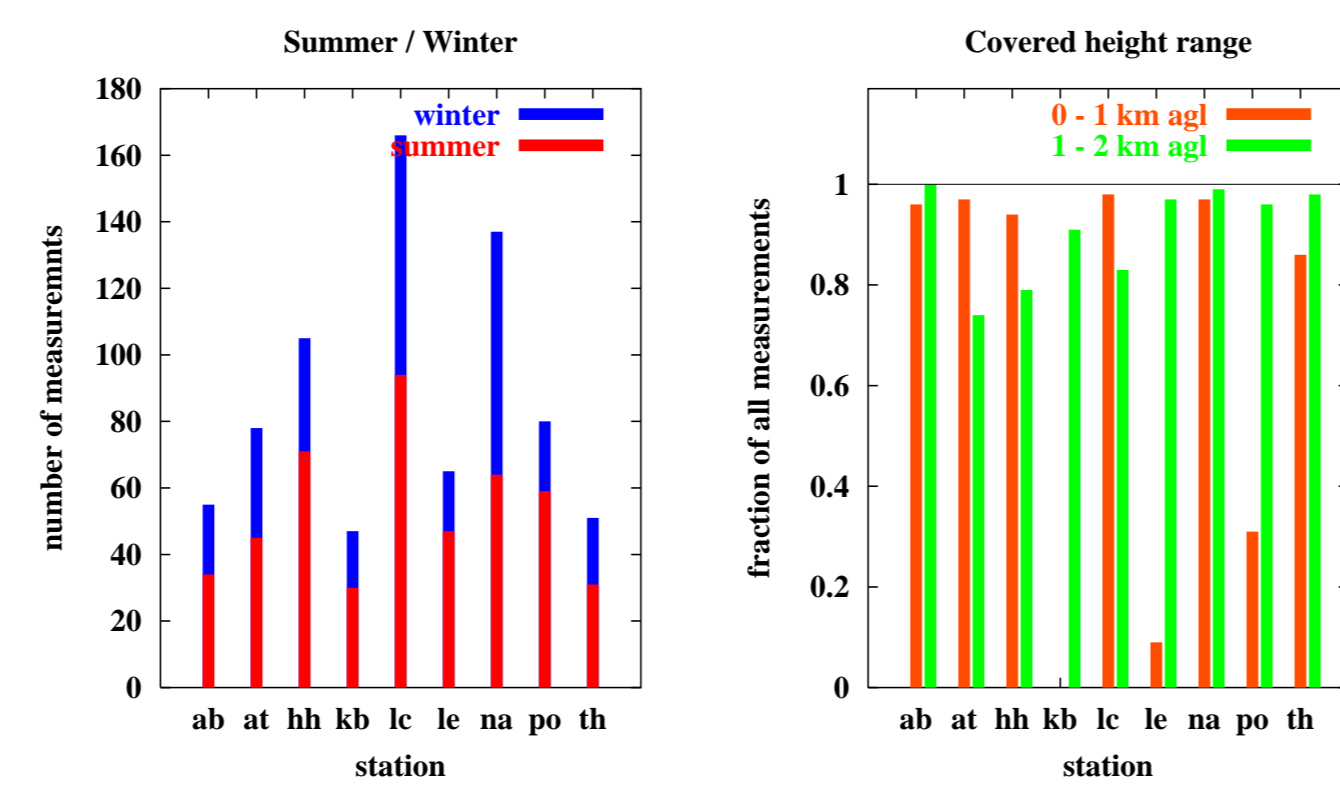 Summer / Winter
180
160
140
120
100
80
60
40
20
0
number of measuremnts
winter
summer
ab at hh kb lc le na po th
station
Covered height range
1
0.8
0.6
0.4
0.2
0
fraction of all measurements
0 - 1 km agl
1 - 2 km agl
ab at hh kb lc le na po th
station